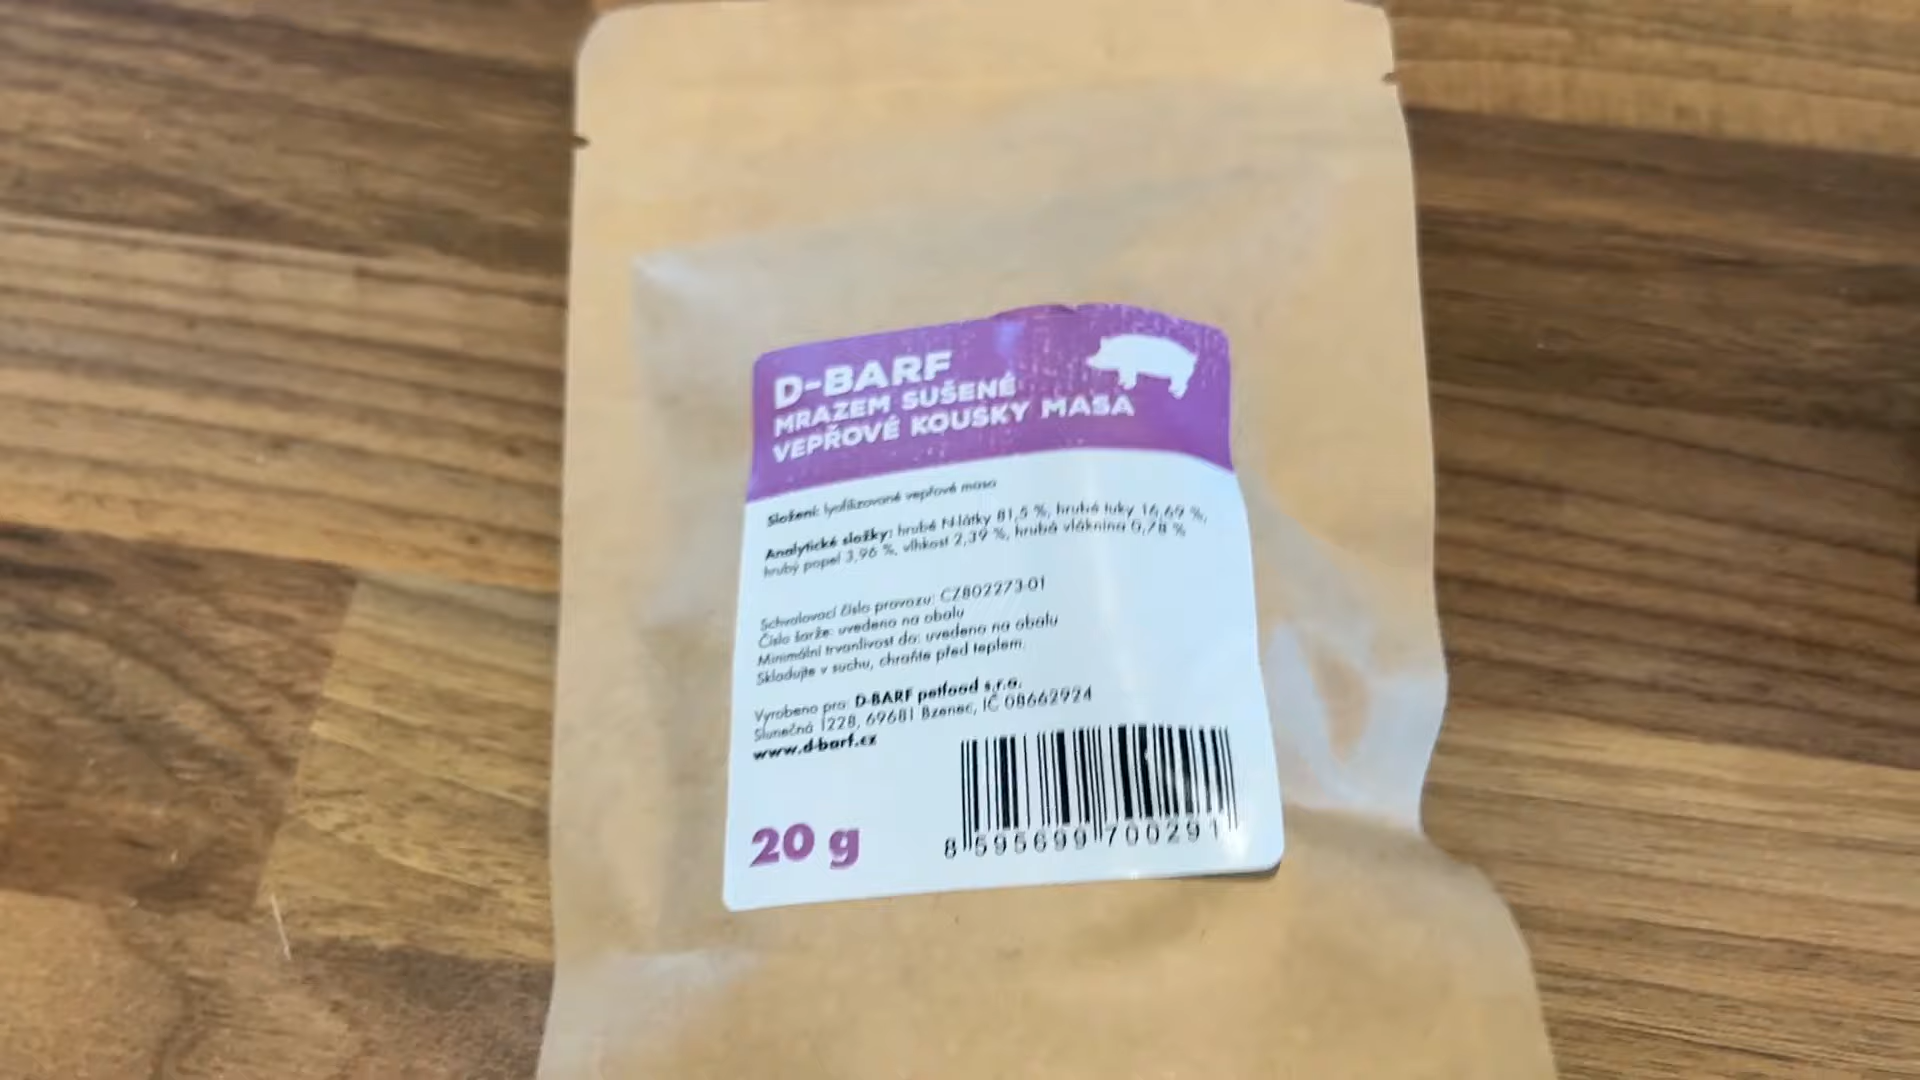 D-BARF
MRAZEM SUŠENÉ
VEPŘOVÉ KOUSKY MASA
Složení: lyofilizované vepřové maso
Analytické složky: hrubé N-látky 81,5 %, hrubé tuky 16,69 %,
hrubý popel 3,96 %, vlhkost 2,39 %, hrubá vláknina 0,78 %
Schvalovací číslo provozu: CZB02273-01
Číslo šarže: uvedeno na obalu
Minimální trvanlivost do: uvedeno na obalu
Skladujte v suchu, chraňte před teplem.
Vyrobeno pro: D-BARF petfood s.r.o.
Slunečná 1228, 69681 Bzenec, IČ 08662924
www.d-barf.cz
20 g
8 595699 700291